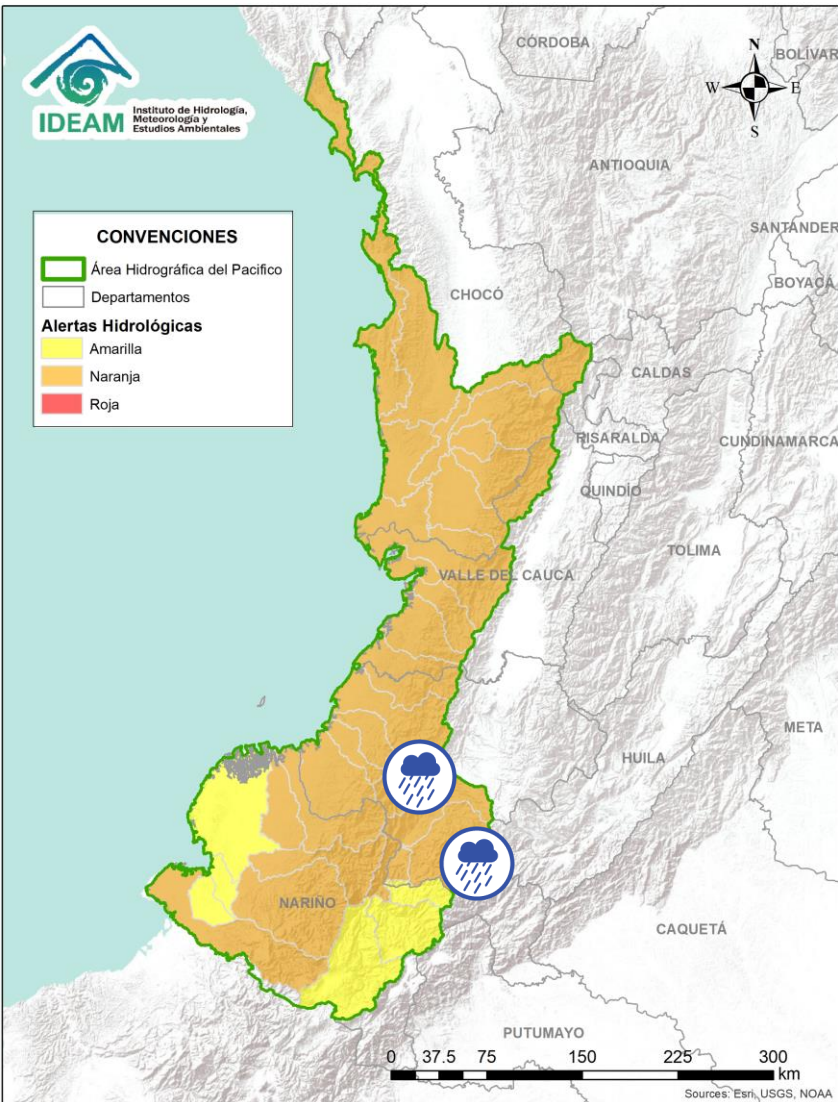 IDEAM
Instituto de Hidrología,
Meteorología y
Estudios Ambientales
CÓRDOBA
BOLÍVAR
N
W
E
S
ANTIOQUIA
SANTANDER
BOYACÁ
CONVENCIONES
Área Hidrográfica del Pacifico
Departamentos
Alertas Hidrológicas
Amarilla
Naranja
Roja
CHOCÓ
CALDAS
RISARALDA
CUNDINAMARCA
QUINDÍO
TOLIMA
VALLE DEL CAUCA
META
HUILA
NARIÑO
CAQUETÁ
PUTUMAYO
0 37.5 75 150 225 300
km
Sources: Esri, USGS, NOAA